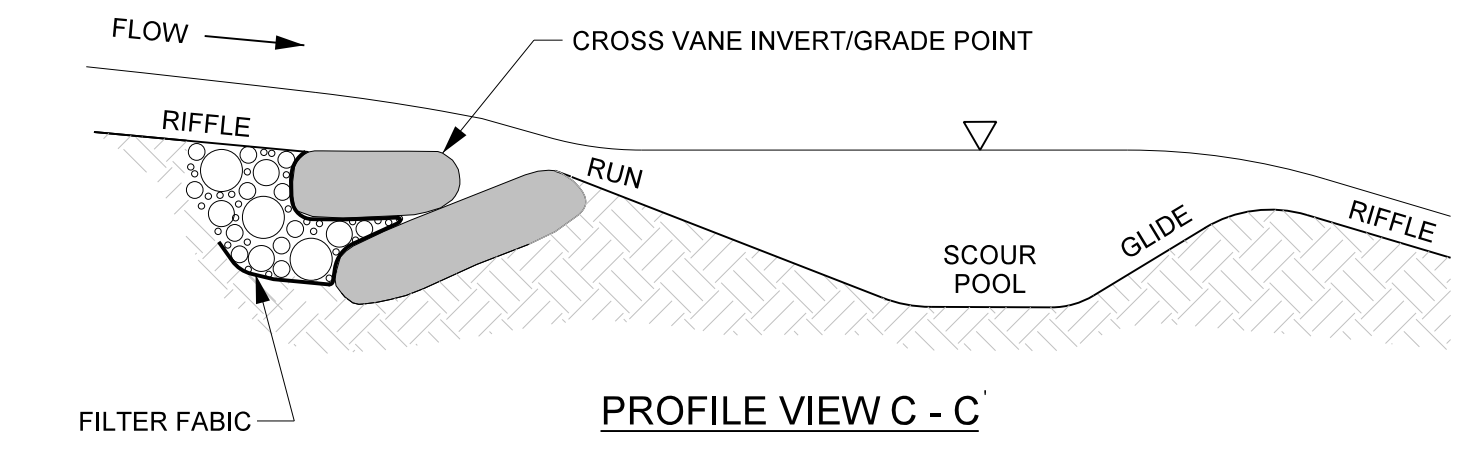 FLOW
CROSS VANE INVERT/GRADE POINT
RIFFLE
RUN
GLIDE
RIFFLE
SCOUR
POOL
FILTER FABIC
PROFILE VIEW C - C'